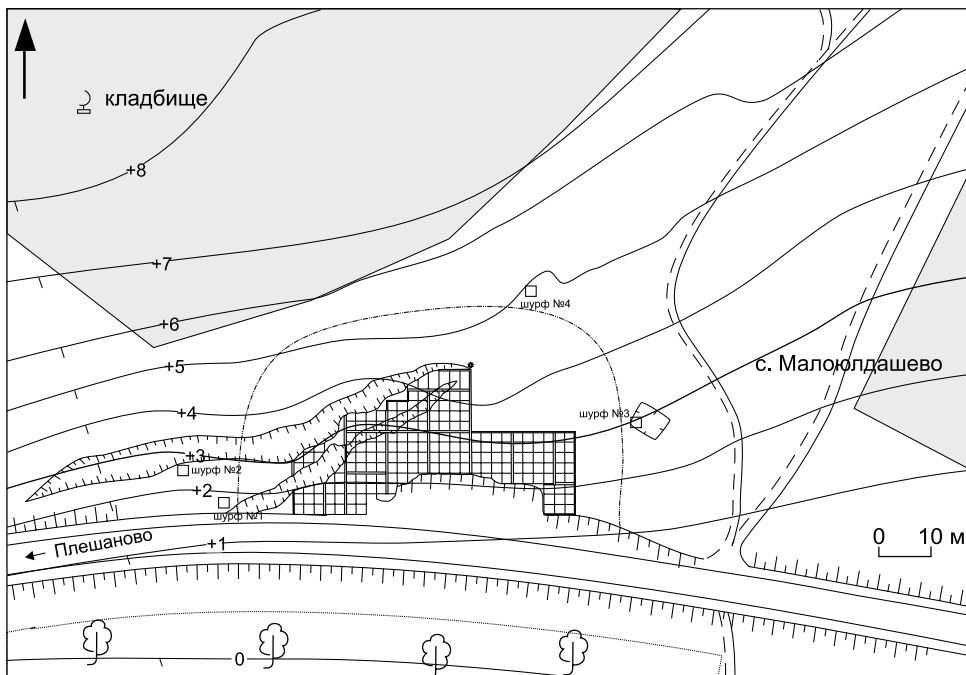 кладбище
+8
+7
шурф №4
+6
+5
с. Малоюлдашево
+4
шурф №3
+3
шурф №2
+2
шурф №1
0 10 м
Плешаново
+1
0